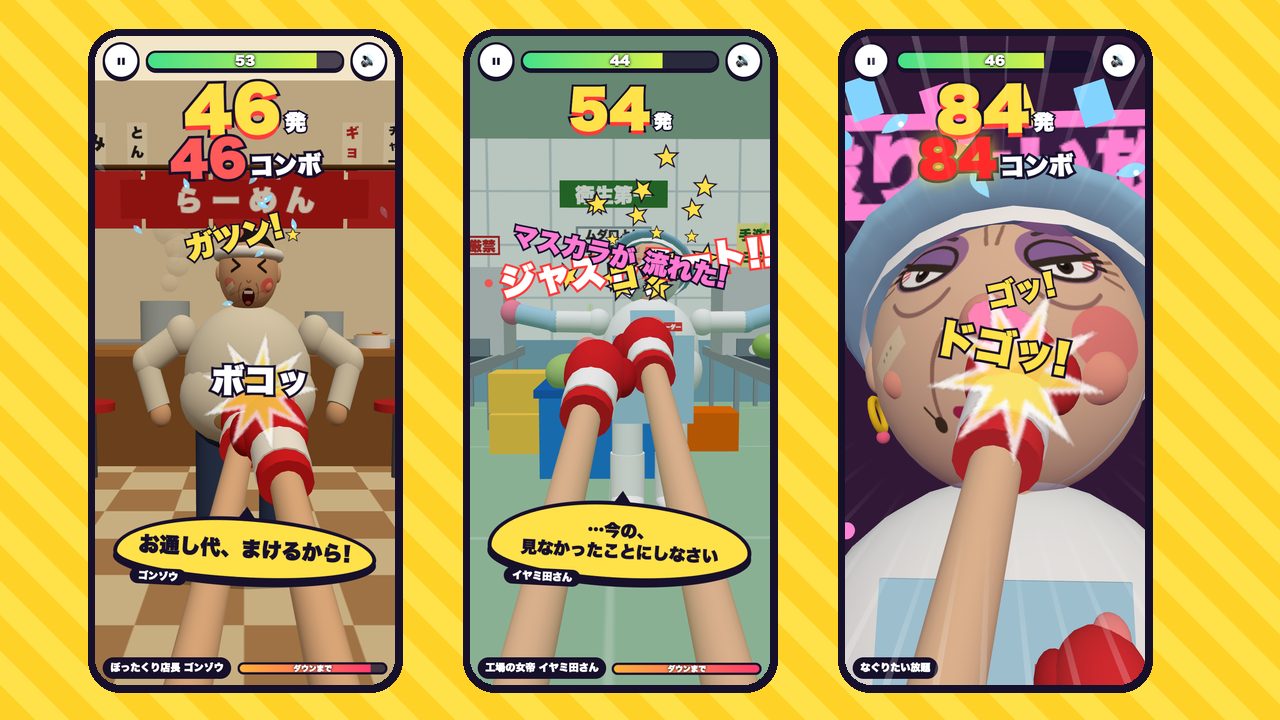 53
46発
46コンボ
とん
ギョ
らーめん
ガツン!
ボコッ
お通し代、まけるから!
ゴンゾウ
ぼったくり店長 ゴンゾウ
ダウンまで
44
54発
衛生第
厳禁
マスカラが 流れた!
…今の、
見なかったことにしなさい
イヤミ田さん
工場の女帝 イヤミ田さん
ダウンまで
46
84発
84コンボ
ゴッ!
ドゴッ!
なぐりたい放題